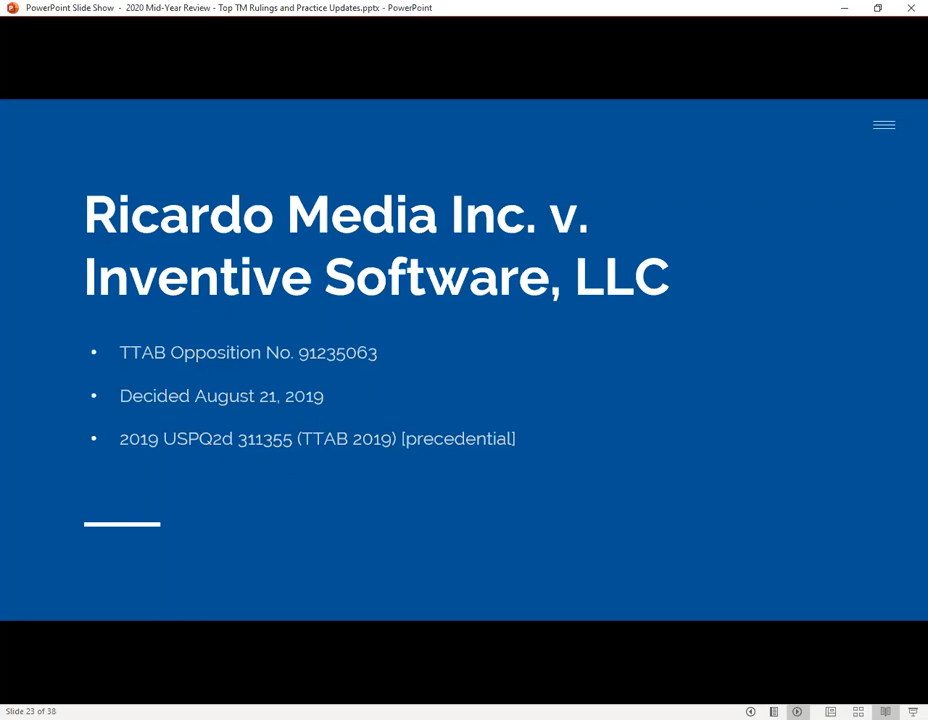 PowerPoint Slide Show - 2020 Mid-Year Review - Top TM Rulings and Practice Updates.pptx - PowerPoint
Ricardo Media Inc. v.
Inventive Software, LLC
• TTAB Opposition No. 91235063
• Decided August 21, 2019
• 2019 USPQ2d 311355 (TTAB 2019) [precedential]
Slide 23 of 38